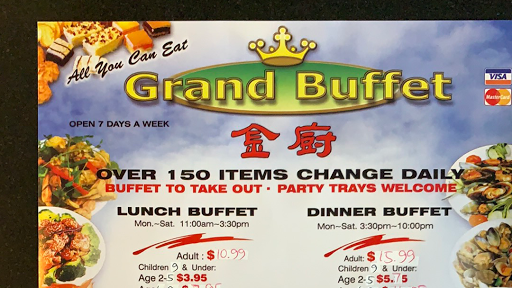 All You Can Eat
Grand Buffet
VISA
MasterCard
OPEN 7 DAYS A WEEK
金廚
OVER 150 ITEMS CHANGE DAILY
BUFFET TO TAKE OUT · PARTY TRAYS WELCOME
LUNCH BUFFET
Mon.~Sat. 11:00am~3:30pm
Adult : $10.99
Children 9 & Under:
Age 2-5 $3.95
DINNER BUFFET
Mon.~Sat. 3:30pm~10:00pm
Adult: $15.99
Children 9 & Under:
Age 2-5 $5.75